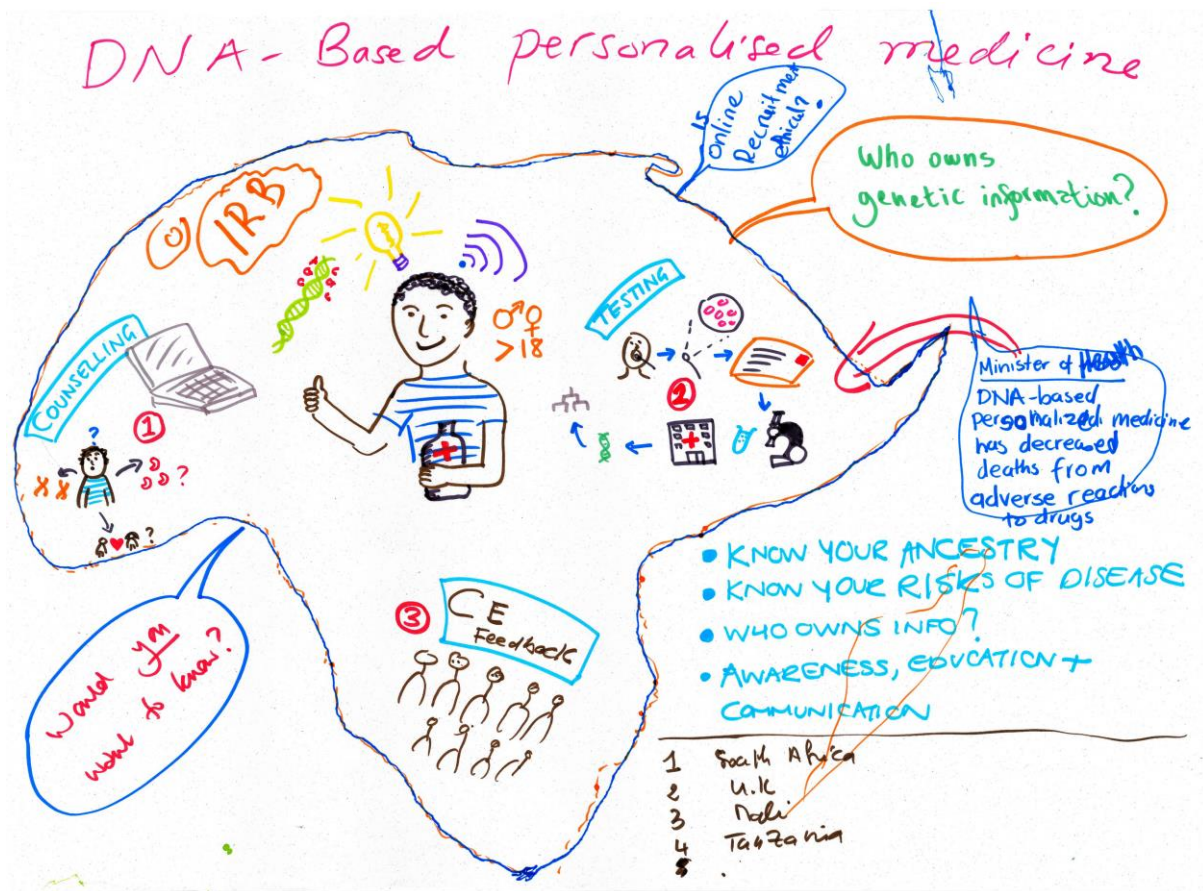 DNA-Based personalised medicine
Is
Online
Recruitment
ethical?
Who owns
genetic information?
IRB
TESTING
>18
COUNSELLING
1
2
?
?
?
Minister of Health
DNA-based
personalized medicine
has decreased
deaths from
adverse reactions
to drugs
• KNOW YOUR ANCESTRY
• KNOW YOUR RISKS OF DISEASE
• WHO OWNS INFO?
• AWARENESS, EDUCATION +
COMMUNICATION
3
CE
Feedback
Would you
want to know?
1 South Africa
2 U.K
3 Mali
4 Tanzania
5 .